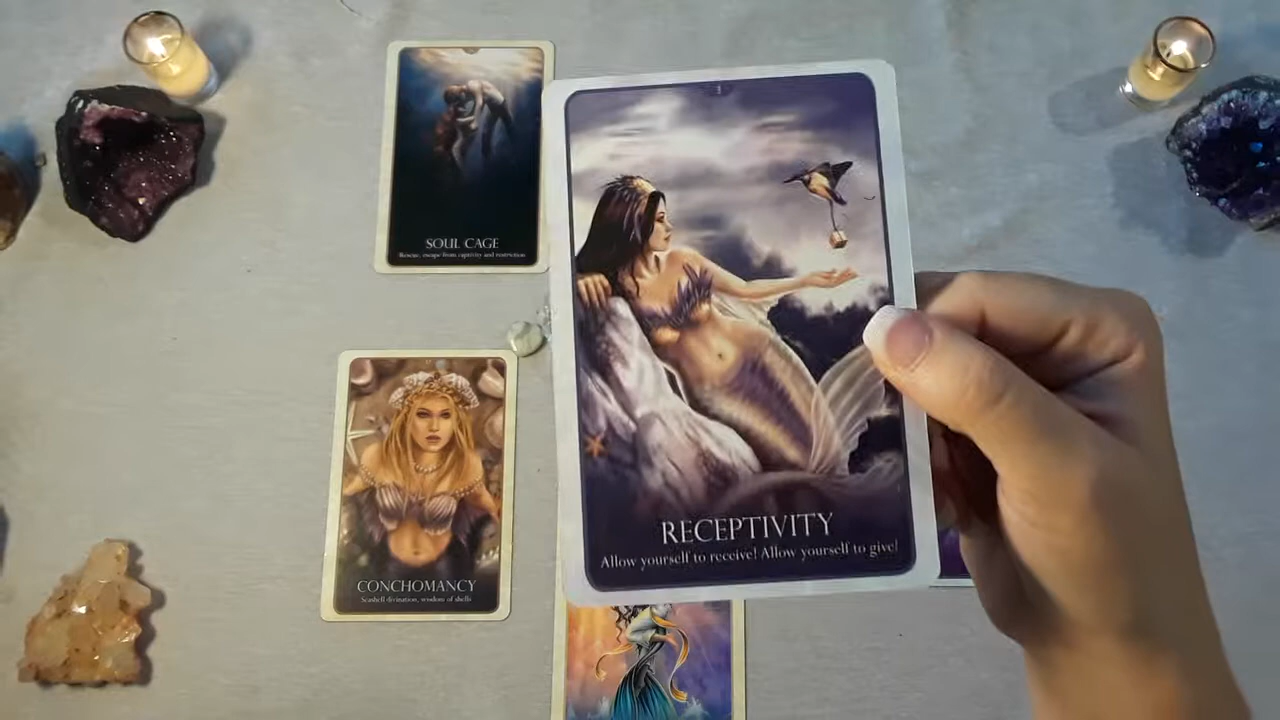 SOUL CAGE
Rescue, escape from captivity and restriction
RECEPTIVITY
Allow yourself to receive! Allow yourself to give!
CONCHOMANCY
Seashell divination, wisdom of shells